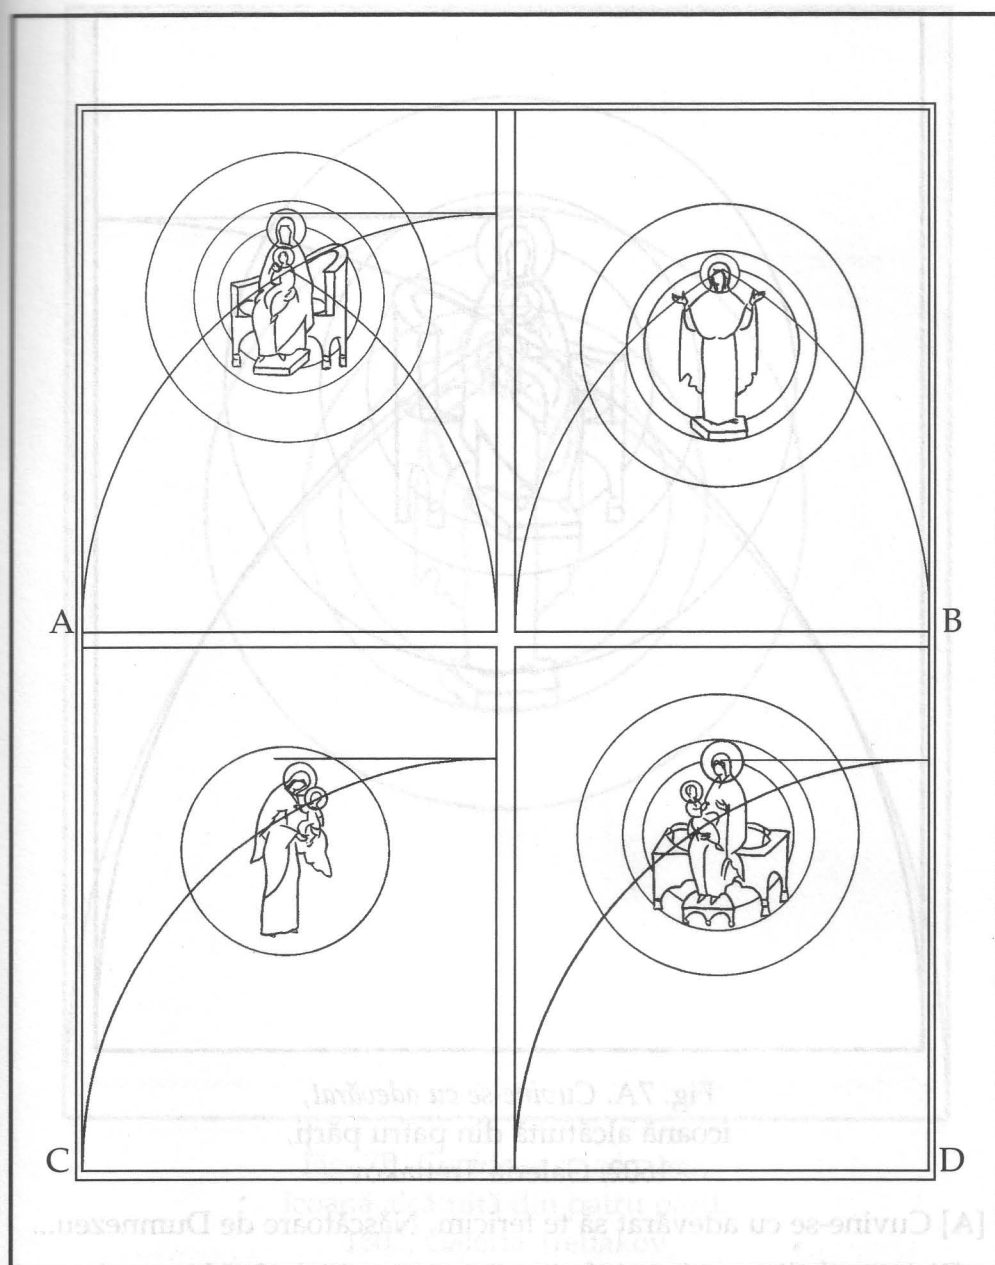 A
B
C
D
Fig. 7A. Cuvine-se cu adevărat,
icoană alcătuită din patru părți,
Galeria Tretiakov
[A] Cuvine-se cu adevărat să te fericim, Născătoare de Dumnezeu...